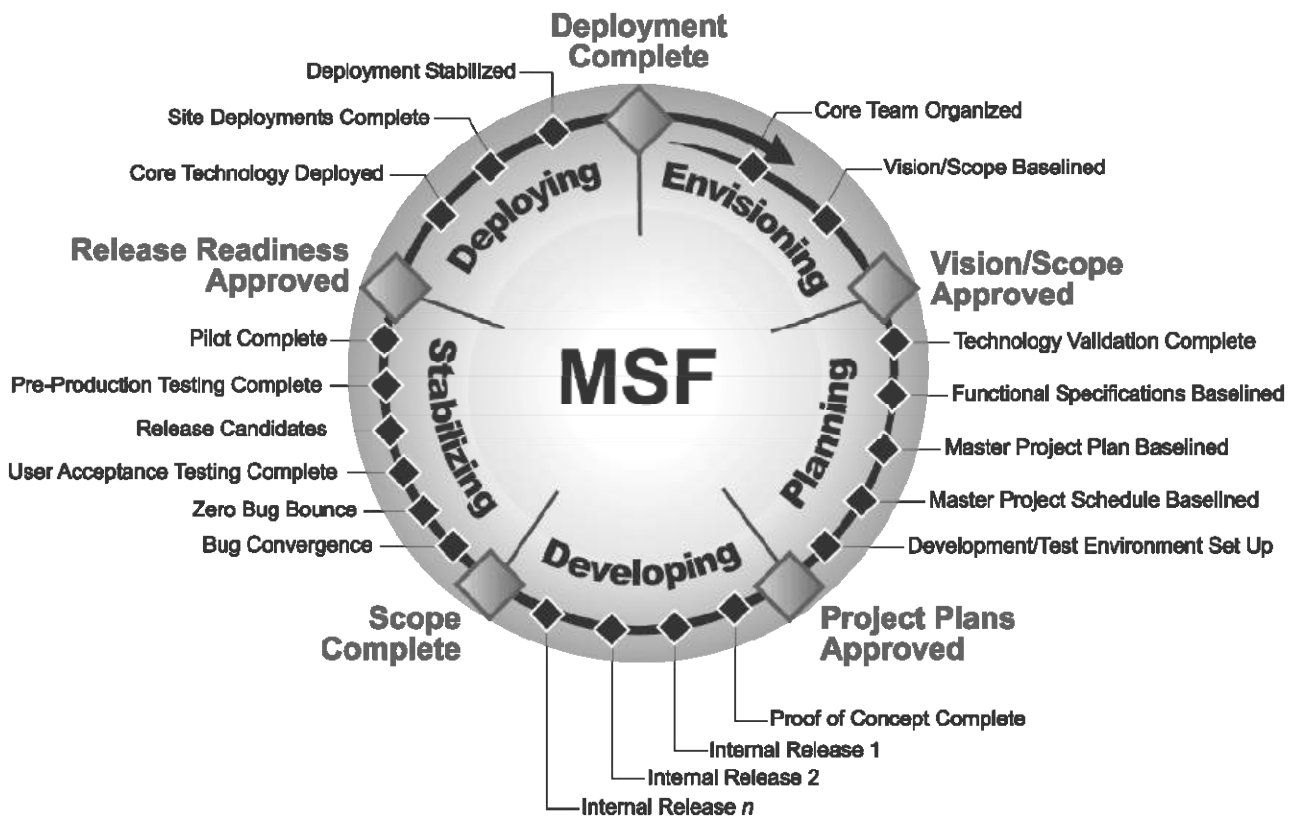 Deployment
Complete
Deployment Stabilized
Site Deployments Complete
Core Technology Deployed
Core Team Organized
Vision/Scope Baselined
Deploying
Envisioning
Release Readiness
Approved
Vision/Scope
Approved
Pilot Complete
Pre-Production Testing Complete
Release Candidates
User Acceptance Testing Complete
Zero Bug Bounce
Bug Convergence
Stabilizing
MSF
Planning
Technology Validation Complete
Functional Specifications Baselined
Master Project Plan Baselined
Master Project Schedule Baselined
Development/Test Environment Set Up
Developing
Scope
Complete
Project Plans
Approved
Proof of Concept Complete
Internal Release 1
Internal Release 2
Internal Release n